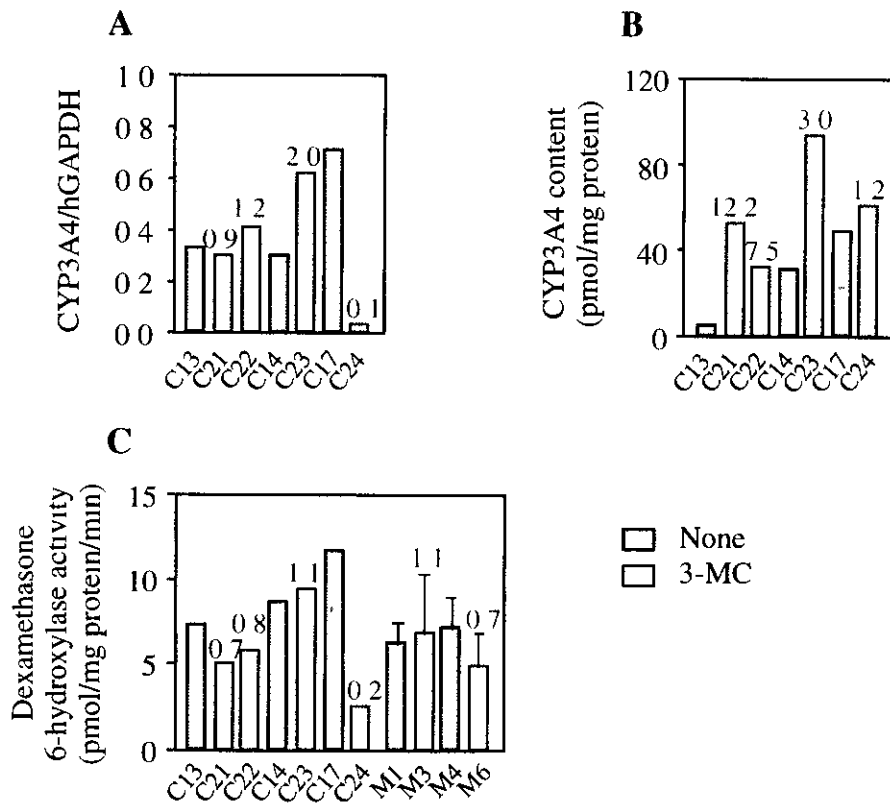 A
CYP3A4/hGAPDH
1 0
0 8
0 6
0 4
0 2
0 0
0 9
1 2
2 0
0 1
C13
C21
C22
C14
C23
C17
C24
B
CYP3A4 content
(pmol/mg protein)
120
80
40
0
12 2
7 5
3 0
1 2
C13
C21
C22
C14
C23
C17
C24
C
Dexamethasone
6-hydroxylase activity
(pmol/mg protein/min)
15
10
5
0
0 7
0 8
1 1
0 2
1 1
0 7
C13
C21
C22
C14
C23
C17
C24
M1
M3
M4
M6
None
3-MC